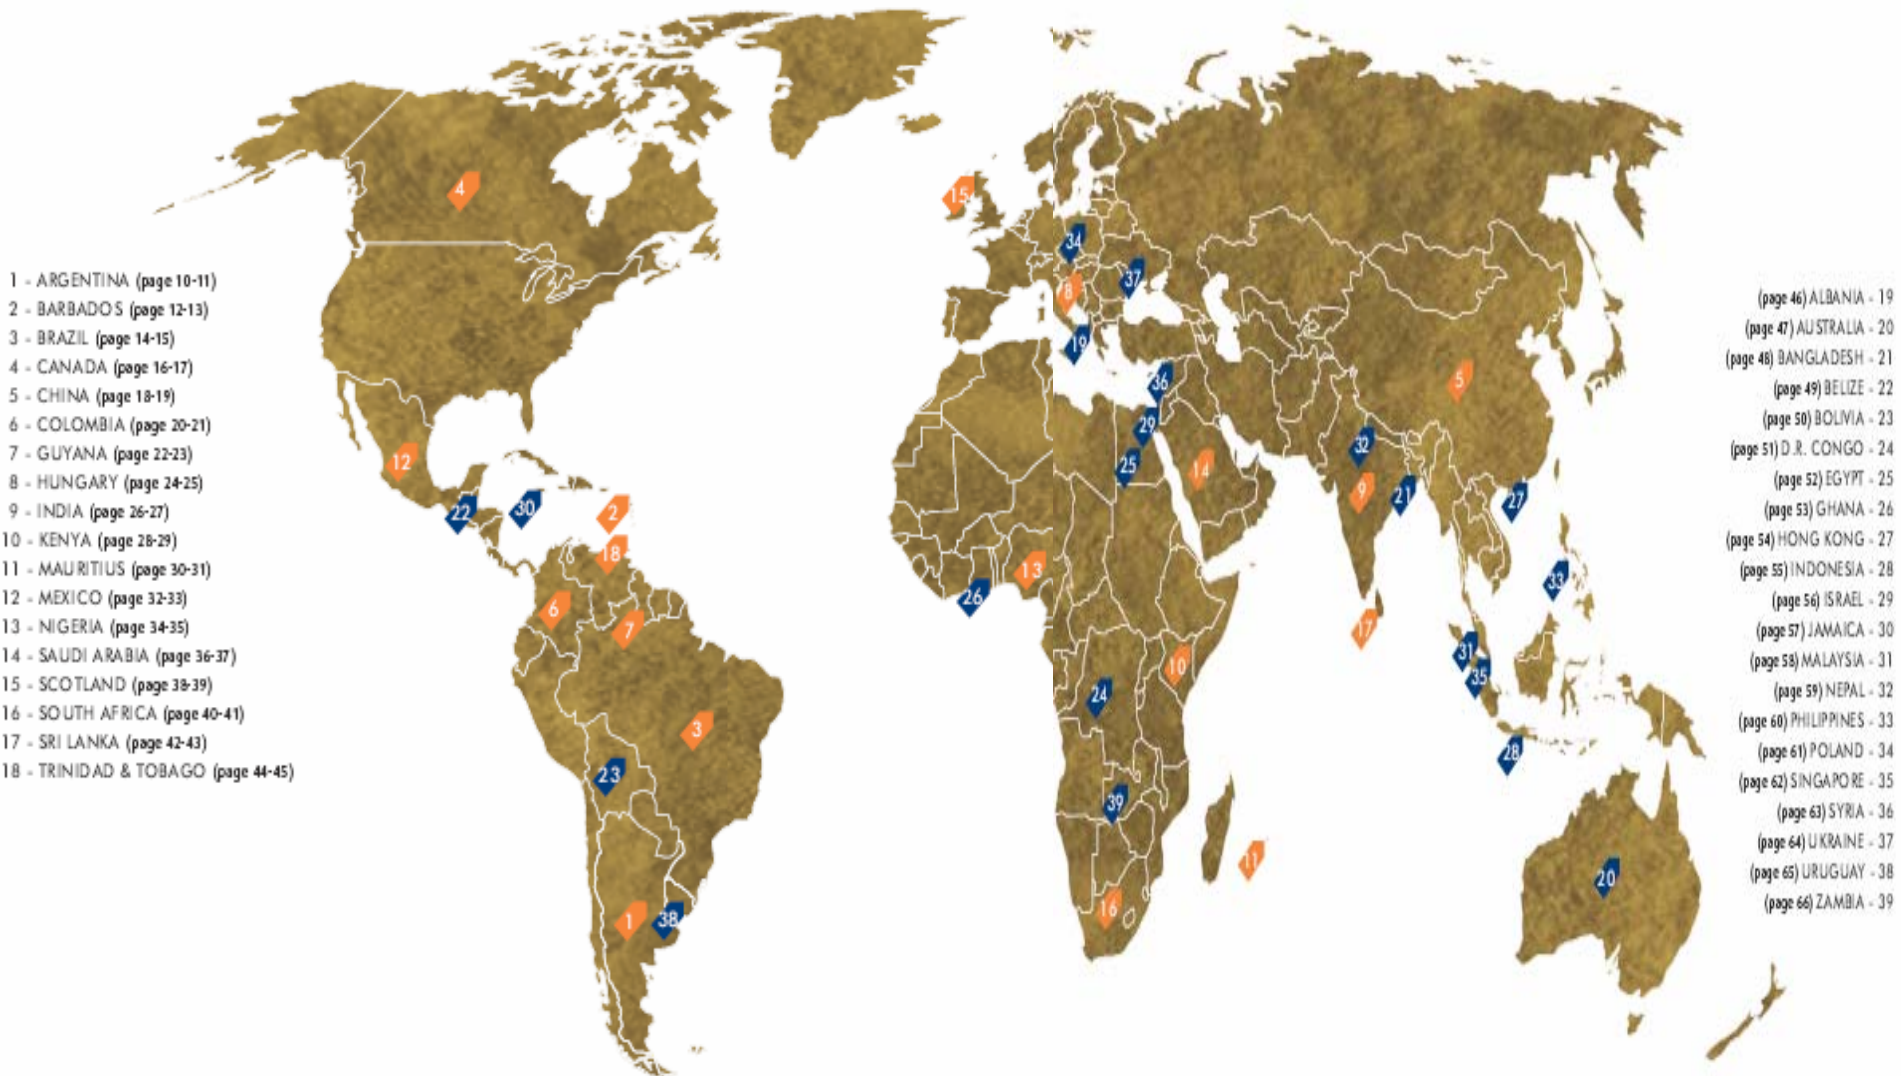 1 - ARGENTINA (page 10-11)
2 - BARBADOS (page 12-13)
3 - BRAZIL (page 14-15)
4 - CANADA (page 16-17)
5 - CHINA (page 18-19)
6 - COLOMBIA (page 20-21)
7 - GUYANA (page 22-23)
8 - HUNGARY (page 24-25)
9 - INDIA (page 26-27)
10 - KENYA (page 28-29)
11 - MAURITIUS (page 30-31)
12 - MEXICO (page 32-33)
13 - NIGERIA (page 34-35)
14 - SAUDI ARABIA (page 36-37)
15 - SCOTLAND (page 38-39)
16 - SOUTH AFRICA (page 40-41)
17 - SRI LANKA (page 42-43)
18 - TRINIDAD & TOBAGO (page 44-45)
4
12
22
30
2
18
6
7
3
23
1
38
15
34
37
8
19
36
29
25
14
5
32
9
21
27
13
26
33
17
10
31
35
24
28
39
11
20
16
(page 46) ALBANIA - 19
(page 47) AUSTRALIA - 20
(page 48) BANGLADESH - 21
(page 49) BELIZE - 22
(page 50) BOLIVIA - 23
(page 51) D.R. CONGO - 24
(page 52) EGYPT - 25
(page 53) GHANA - 26
(page 54) HONG KONG - 27
(page 55) INDONESIA - 28
(page 56) ISRAEL - 29
(page 57) JAMAICA - 30
(page 58) MALAYSIA - 31
(page 59) NEPAL - 32
(page 60) PHILIPPINES - 33
(page 61) POLAND - 34
(page 62) SINGAPORE - 35
(page 63) SYRIA - 36
(page 64) UKRAINE - 37
(page 65) URUGUAY - 38
(page 66) ZAMBIA - 39